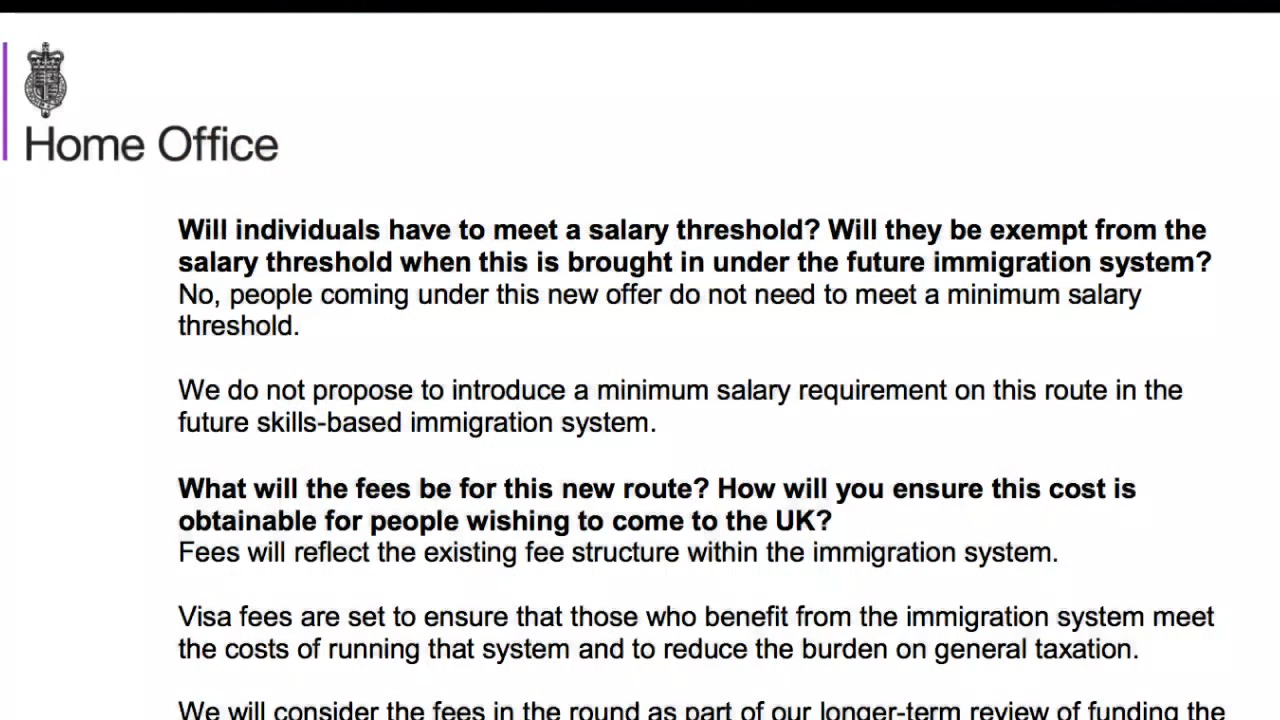 Home Office
Will individuals have to meet a salary threshold? Will they be exempt from the
salary threshold when this is brought in under the future immigration system?
No, people coming under this new offer do not need to meet a minimum salary
threshold.
We do not propose to introduce a minimum salary requirement on this route in the
future skills-based immigration system.
What will the fees be for this new route? How will you ensure this cost is
obtainable for people wishing to come to the UK?
Fees will reflect the existing fee structure within the immigration system.
Visa fees are set to ensure that those who benefit from the immigration system meet
the costs of running that system and to reduce the burden on general taxation.
We will consider the fees in the round as part of our longer-term review of funding the